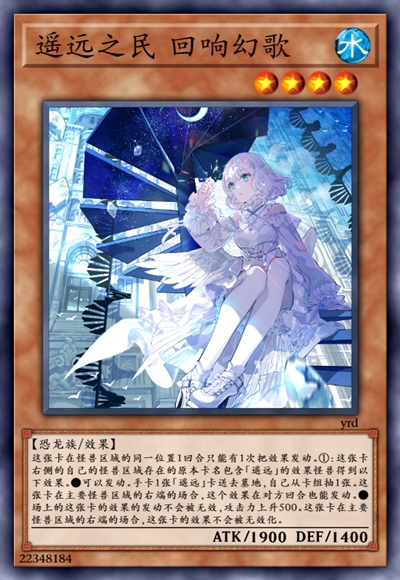 遥远之民 回响幻歌
水
yrd
【恐龙族/效果】
这张卡在怪兽区域的同一位置1回合只能有1次把效果发动。①:这张卡
右侧的自己的怪兽区域存在的原本卡名包含「遥远」的效果怪兽得到以
下效果。●可以发动。手卡1张「遥远」卡送去墓地,自己从卡组抽1张。这
张卡在主要怪兽区域的右端的场合,这个效果在对方回合也能发动。●
场上的这张卡的效果的发动不会被无效,攻击力上升500。这张卡在主要
怪兽区域的右端的场合,这张卡的效果不会被无效化。
ATK/1900 DEF/1400
22348184